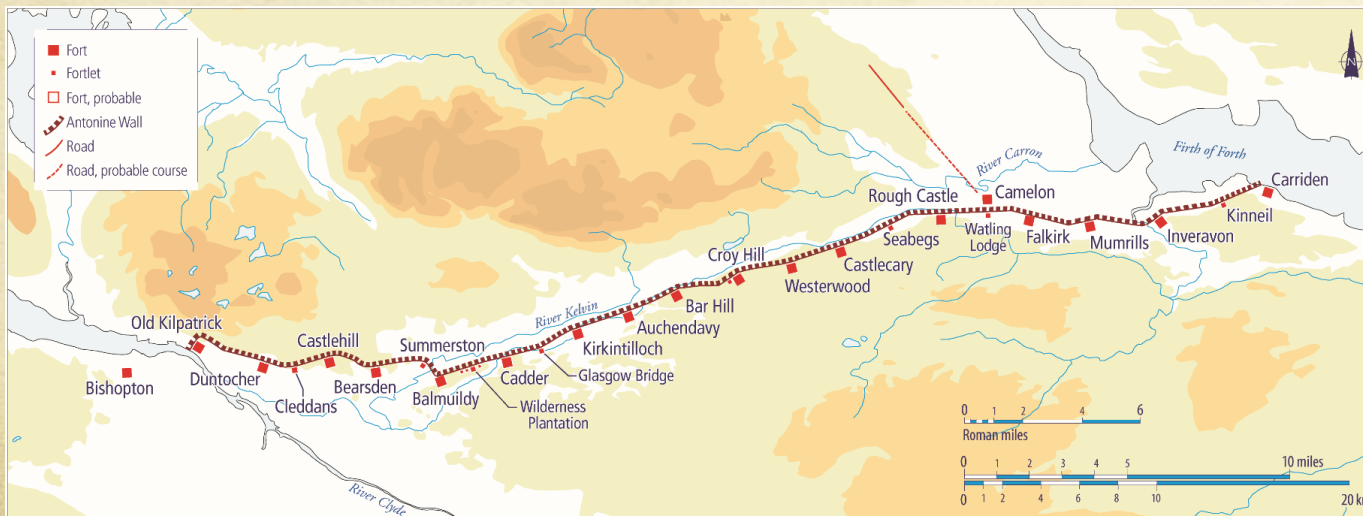 Fort
Fortlet
Fort, probable
Antonine Wall
Road
Road, probable course
N
River Carron
Firth of Forth
Carriden
Rough Castle
Camelon
Kinneil
Watling
Lodge
Falkirk
Mumrills
Inveravon
Seabegs
Croy Hill
Castlecary
Westerwood
Bar Hill
River Kelvin
Auchendavy
Old Kilpatrick
Castlehill
Summerston
Kirkintilloch
Glasgow Bridge
Cadder
Bishopton
Duntocher
Cleddans
Bearsden
Balmuildy
Wilderness
Plantation
River Clyde
0 1 2 4 6
Roman miles
0 1 2 3 4 5 10 miles
0 1 2 4 6 8 10 20 km